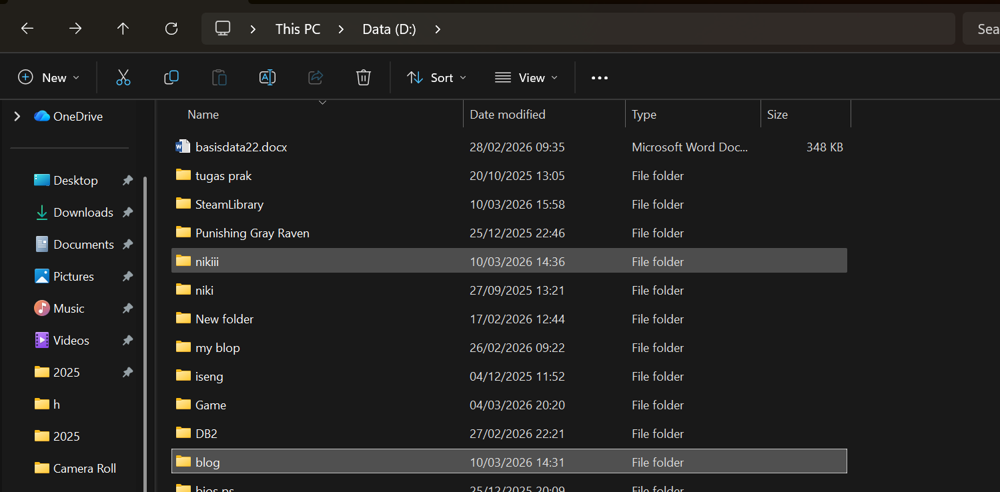 This PC Data (D:) Sea
New Sort View
OneDrive
Desktop
Downloads
Documents
Pictures
Music
Videos
2025
h
2025
Camera Roll
Name Date modified Type Size
basisdata22.docx 28/02/2026 09:35 Microsoft Word Doc... 348 KB
tugas prak 20/10/2025 13:05 File folder
SteamLibrary 10/03/2026 15:58 File folder
Punishing Gray Raven 25/12/2025 22:46 File folder
nikiii 10/03/2026 14:36 File folder
niki 27/09/2025 13:21 File folder
New folder 17/02/2026 12:44 File folder
my blop 26/02/2026 09:22 File folder
iseng 04/12/2025 11:52 File folder
Game 04/03/2026 20:20 File folder
DB2 27/02/2026 22:21 File folder
blog 10/03/2026 14:31 File folder
bios ps 25/12/2025 20:09 File folder